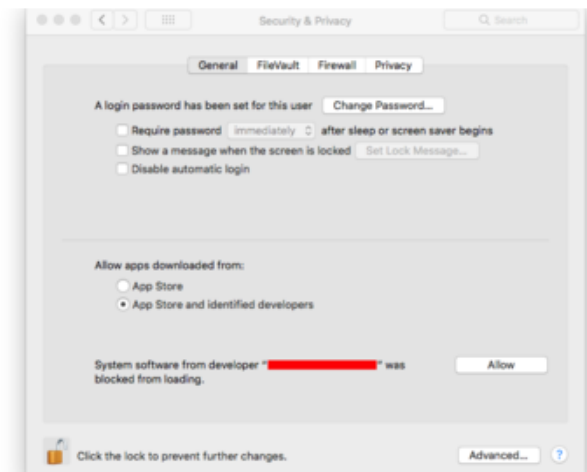 Security & Privacy
Search
General FileVault Firewall Privacy
A login password has been set for this user Change Password...
Require password immediately after sleep or screen saver begins
Show a message when the screen is locked Set Lock Message...
Disable automatic login
Allow apps downloaded from:
App Store
App Store and identified developers
System software from developer "" was
blocked from loading.
Allow
Click the lock to prevent further changes.
Advanced... ?